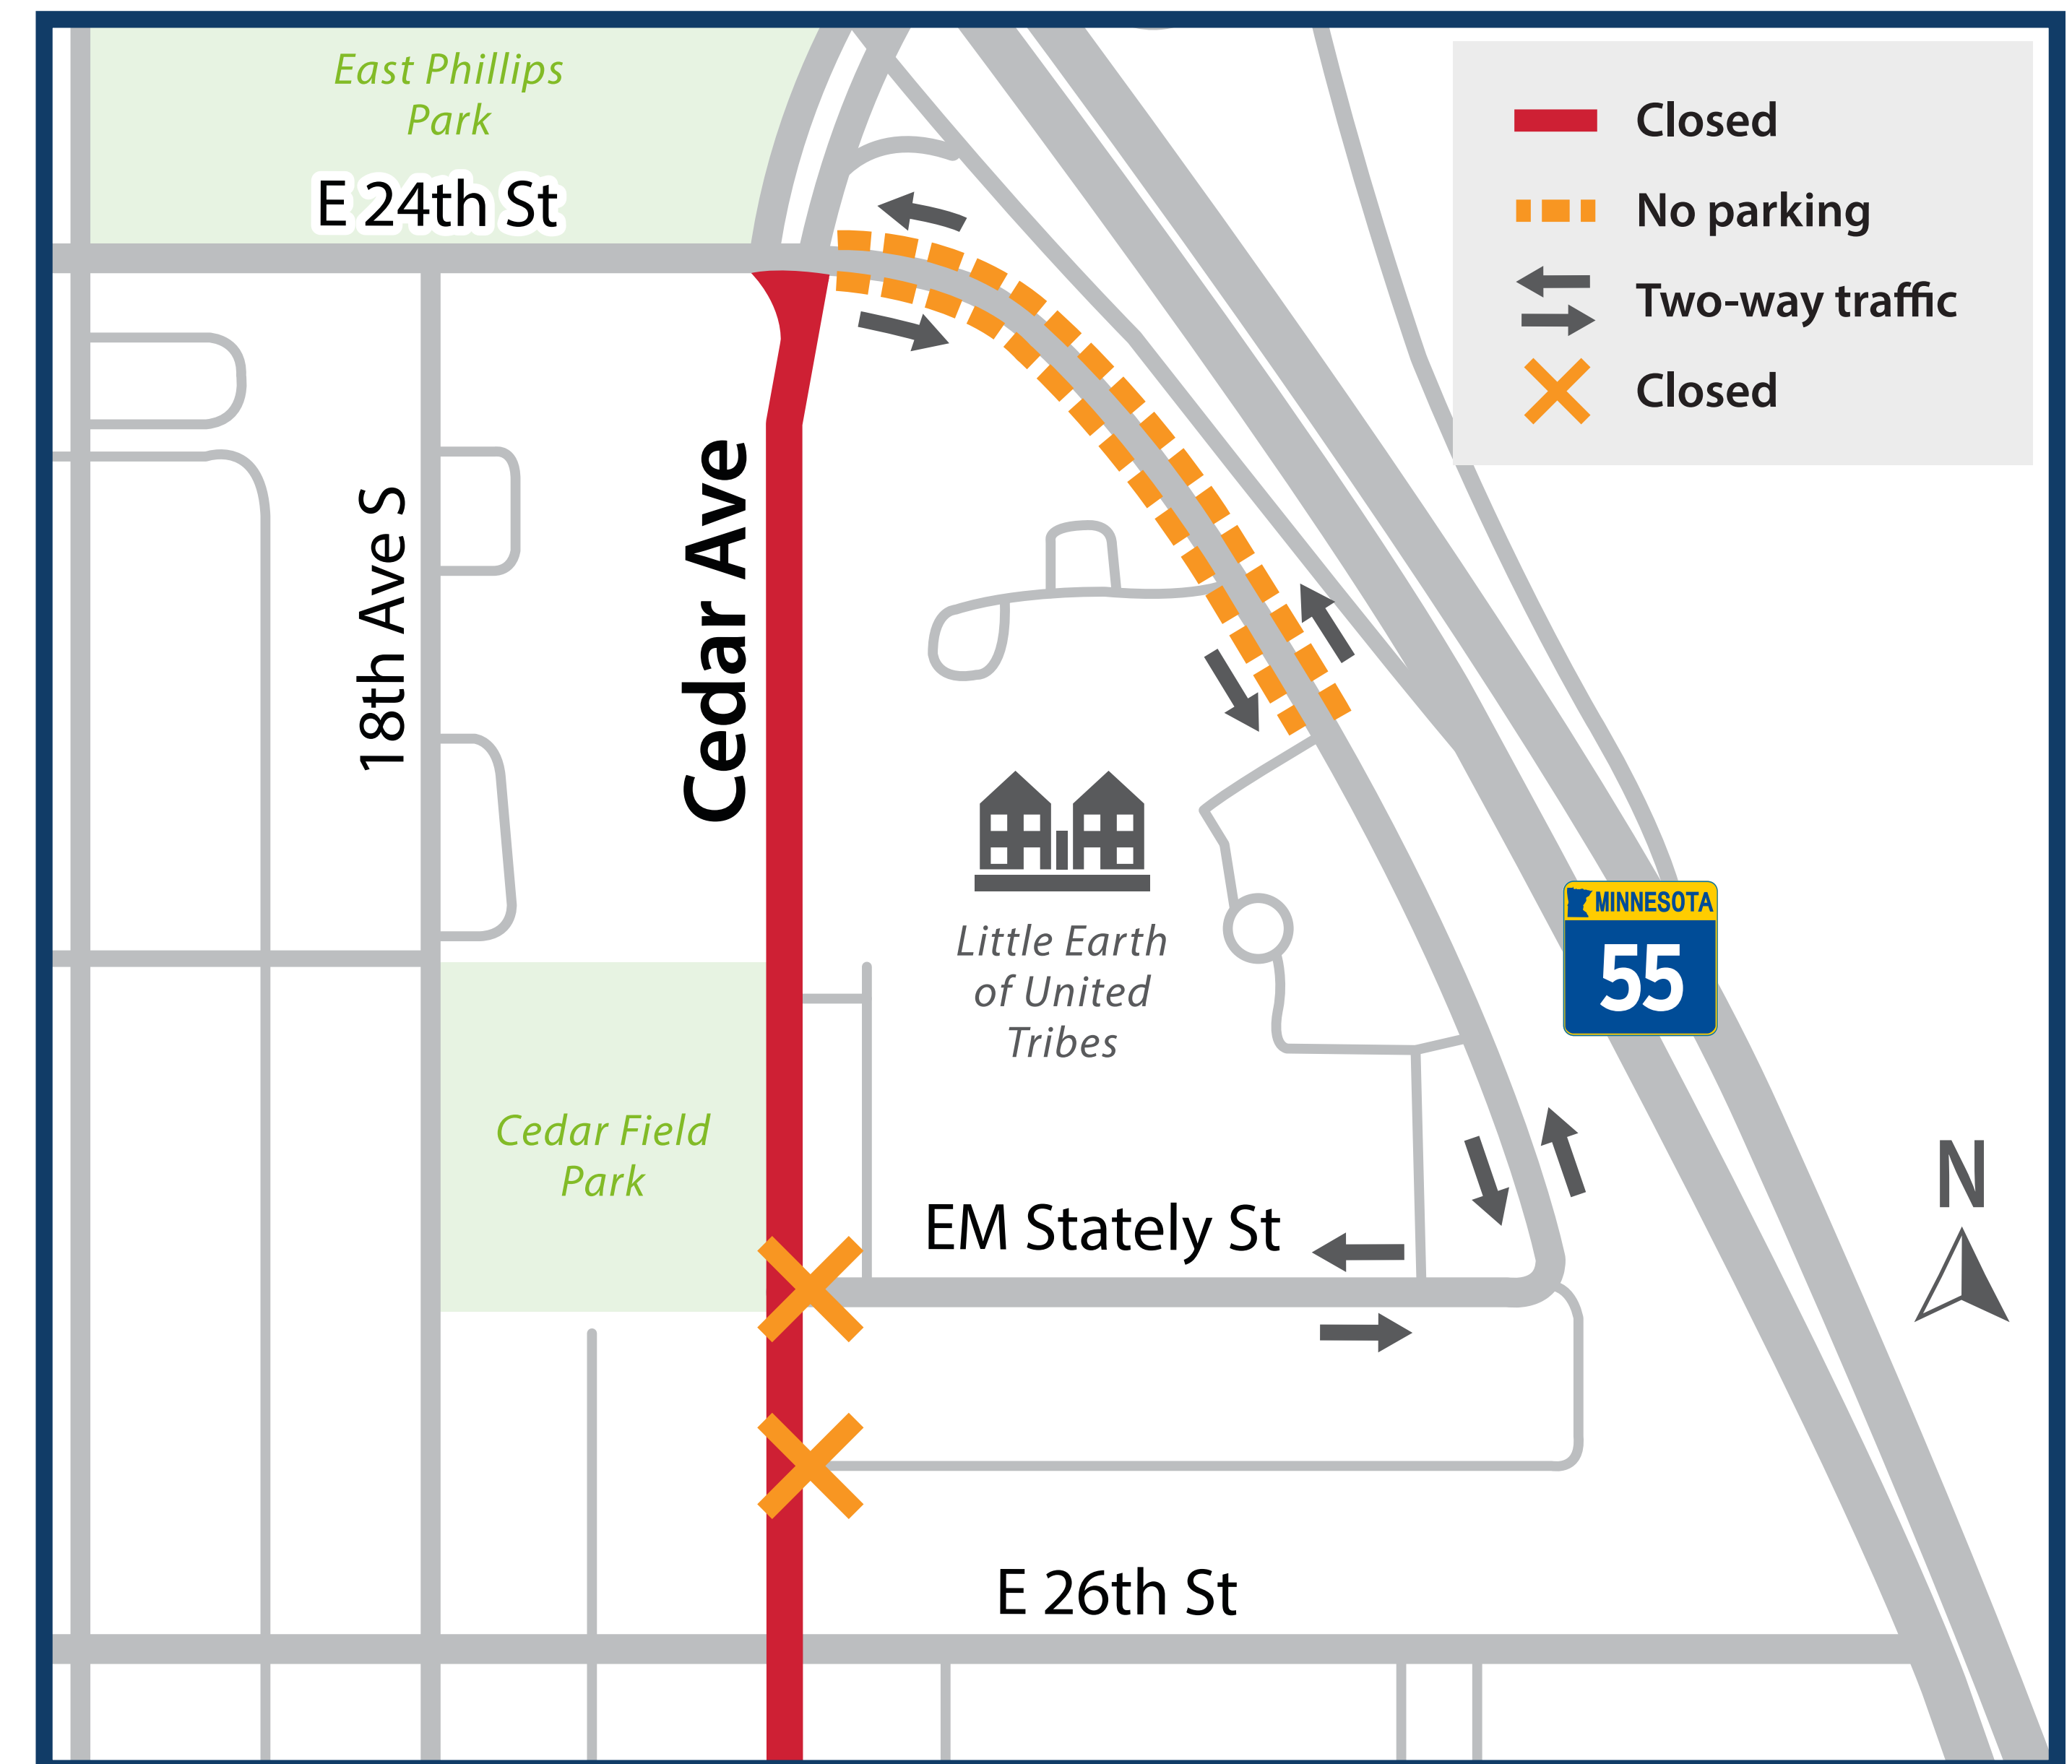 East Phillips
Park
E 24th St
Closed
No parking
Two-way traffic
Closed
18th Ave S
Cedar Ave
Little Earth
of United
Tribes
MINNESOTA
55
Cedar Field
Park
EM Stately St
N
E 26th St